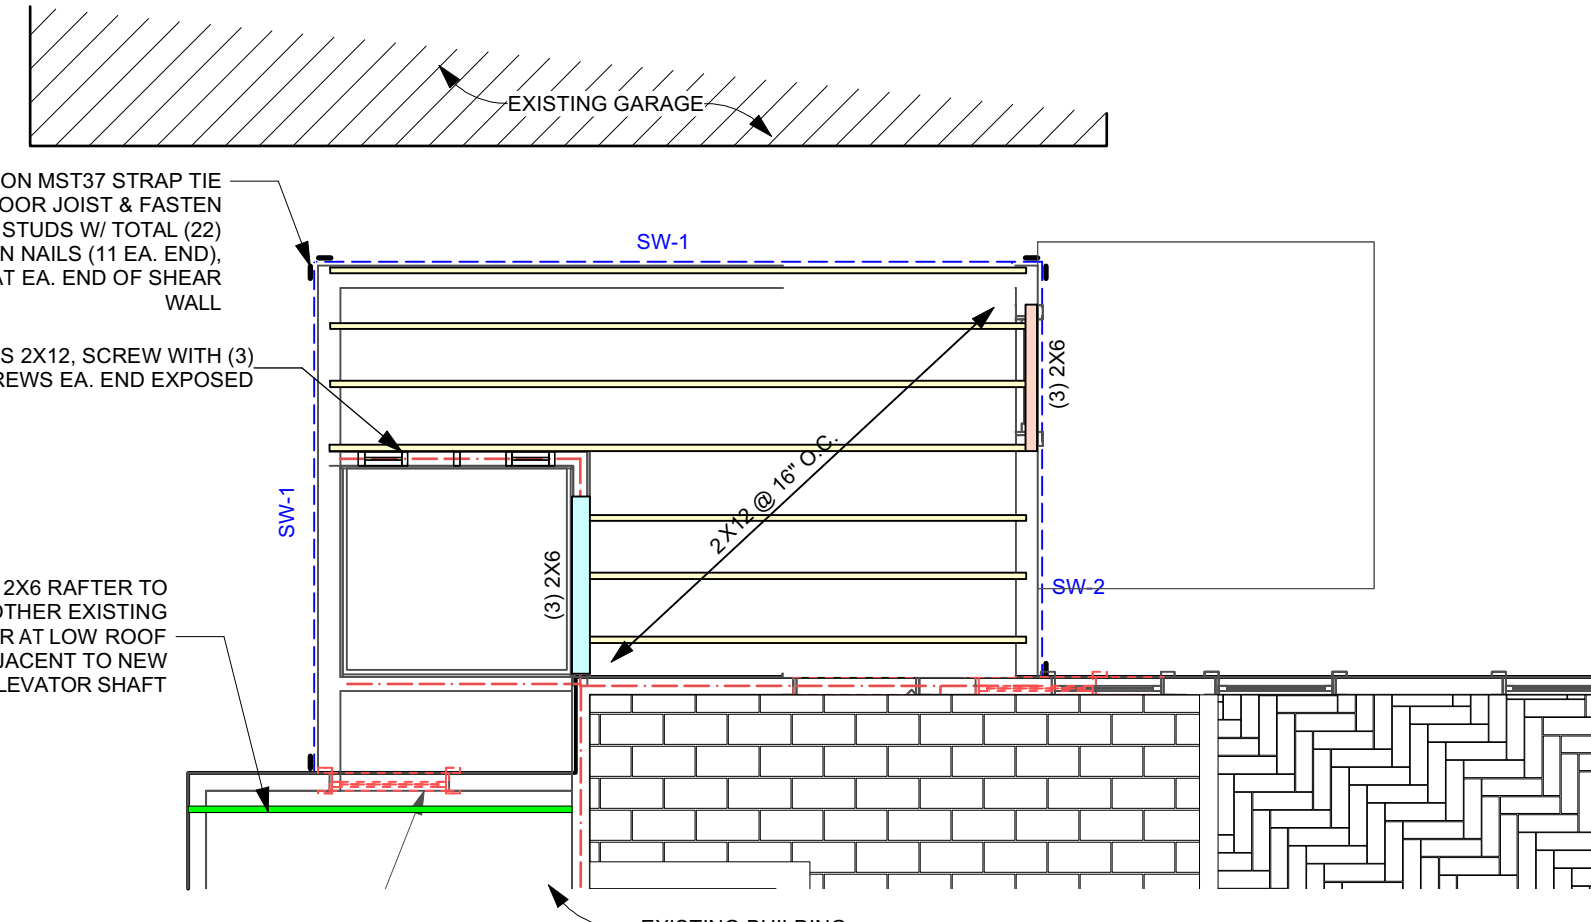 EXISTING GARAGE
ON MST37 STRAP TIE
OOR JOIST & FASTEN
STUDS W/ TOTAL (22)
N NAILS (11 EA. END),
AT EA. END OF SHEAR
WALL
SW-1
S 2X12, SCREW WITH (3)
REWS EA. END EXPOSED
(3) 2X6
2X12 @ 16" O.C.
SW-1
(3) 2X6
SW-2
2X6 RAFTER TO
OTHER EXISTING
R AT LOW ROOF
JACENT TO NEW
LEVATOR SHAFT
EXISTING BUILDING